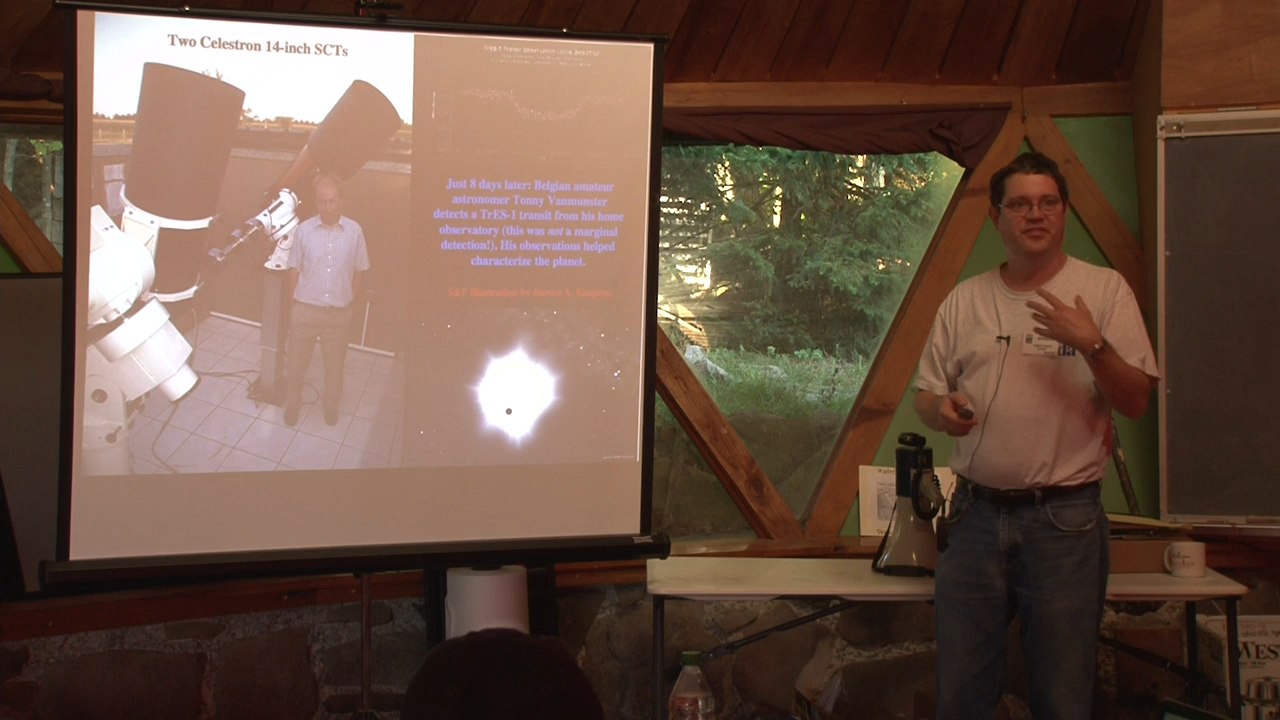 Two Celestron 14-inch SCTs
Just 8 days later: Belgian amateur
astronomer Tonny Vanmunster
detects a TrES-1 transit from his home
observatory (this was not a marginal
detection!). His observations helped
characterize the planet.
S&T Illustration by Steven A. Simpson
WES